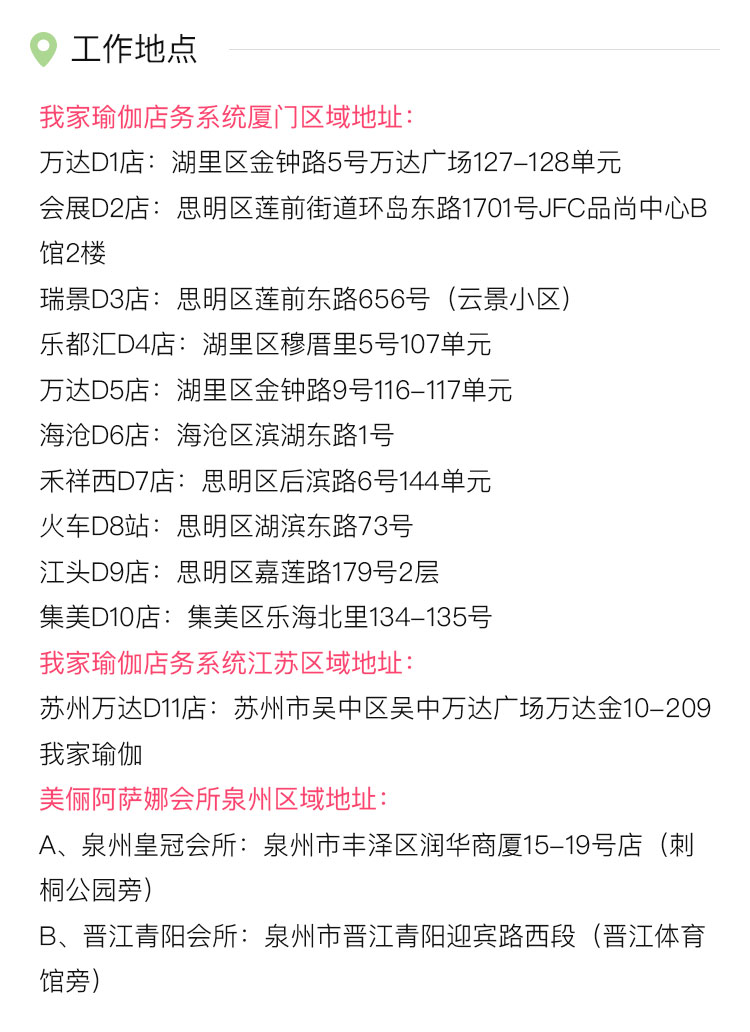 工作地点
我家瑜伽店务系统厦门区域地址：
万达D1店：湖里区金钟路5号万达广场127–128单元
会展D2店：思明区莲前街道环岛东路1701号JFC品尚中心B
馆2楼
瑞景D3店：思明区莲前东路656号（云景小区）
乐都汇D4店：湖里区穆厝里5号107单元
万达D5店：湖里区金钟路9号116–117单元
海沧D6店：海沧区滨湖东路1号
禾祥西D7店：思明区后滨路6号144单元
火车D8站：思明区湖滨东路73号
江头D9店：思明区嘉莲路179号2层
集美D10店：集美区乐海北里134–135号
我家瑜伽店务系统江苏区域地址：
苏州万达D11店：苏州市吴中区吴中万达广场万达金10–209
我家瑜伽
美俪阿萨娜会所泉州区域地址：
A、泉州皇冠会所：泉州市丰泽区润华商厦15–19号店（刺
桐公园旁）
B、晋江青阳会所：泉州市晋江青阳迎宾路西段（晋江体育
馆旁）